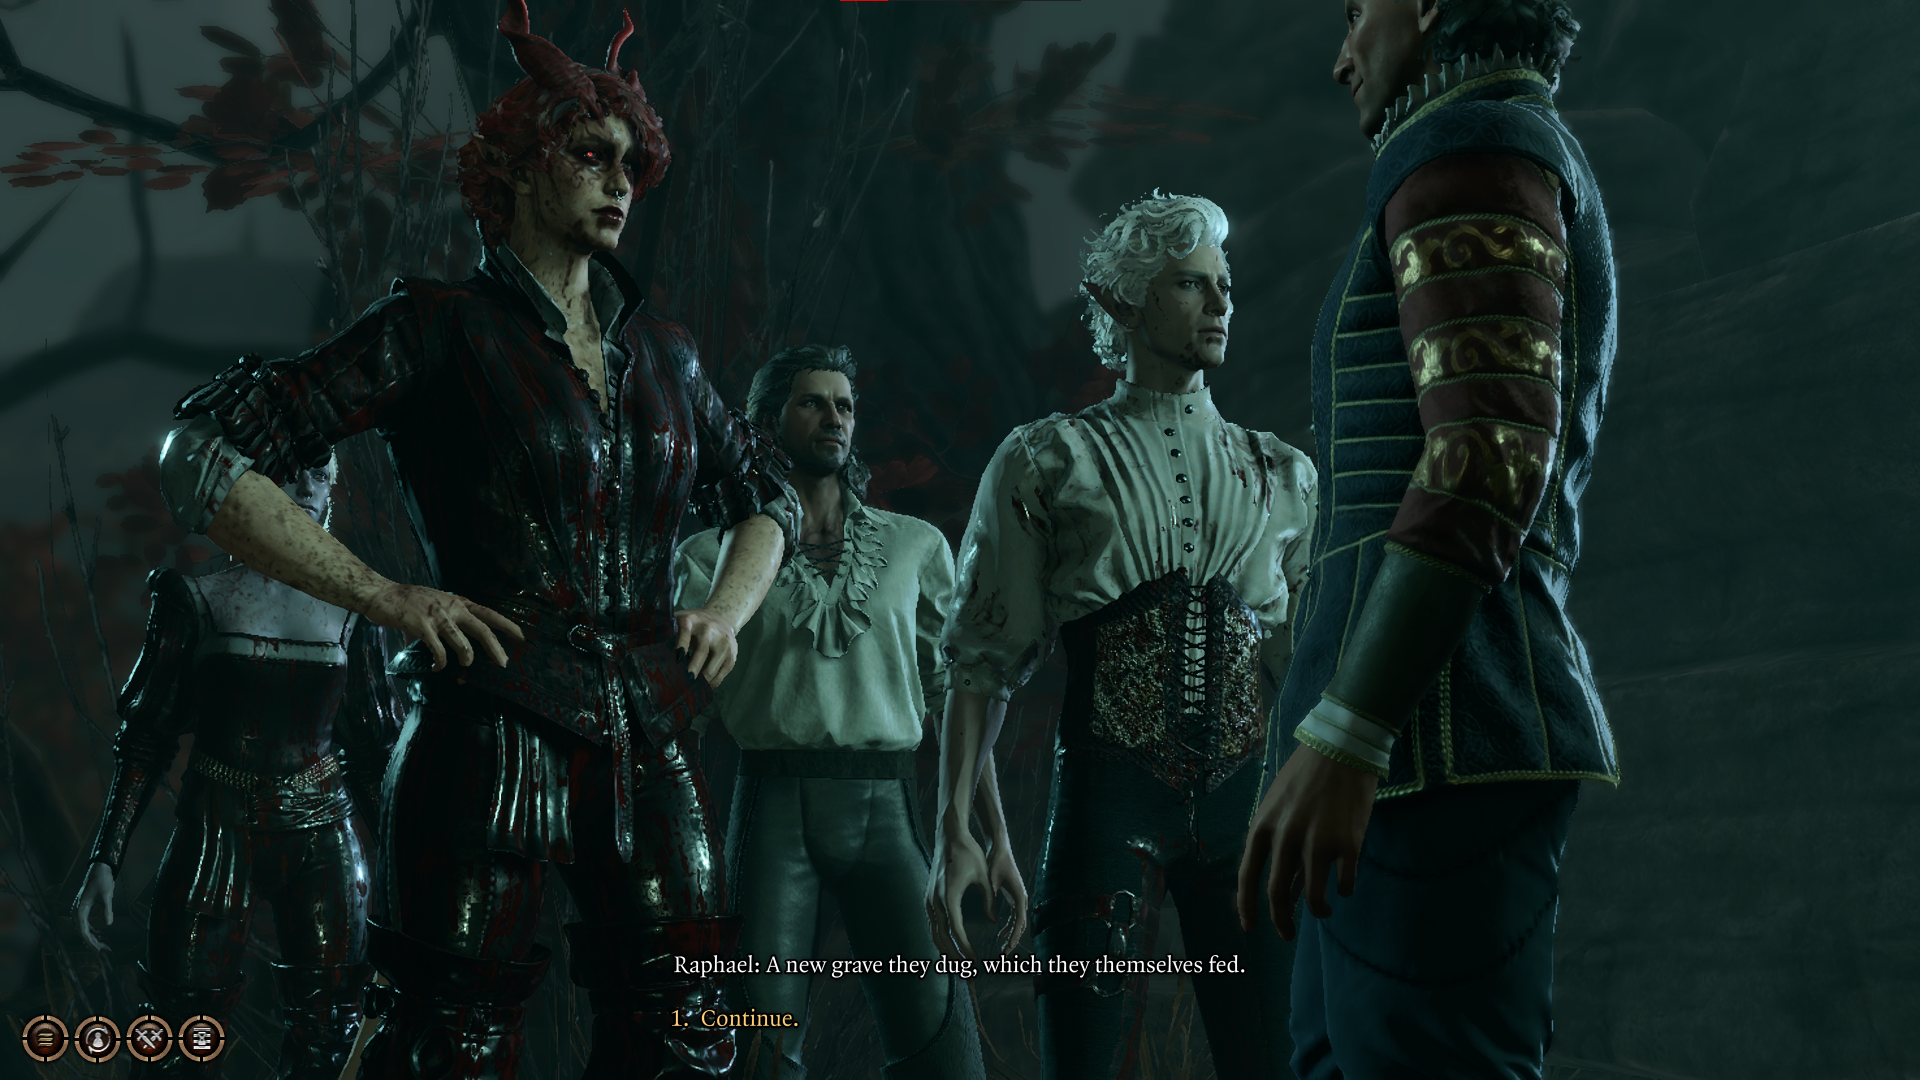 Raphael: A new grave they dug, which they themselves fed.
1. Continue.